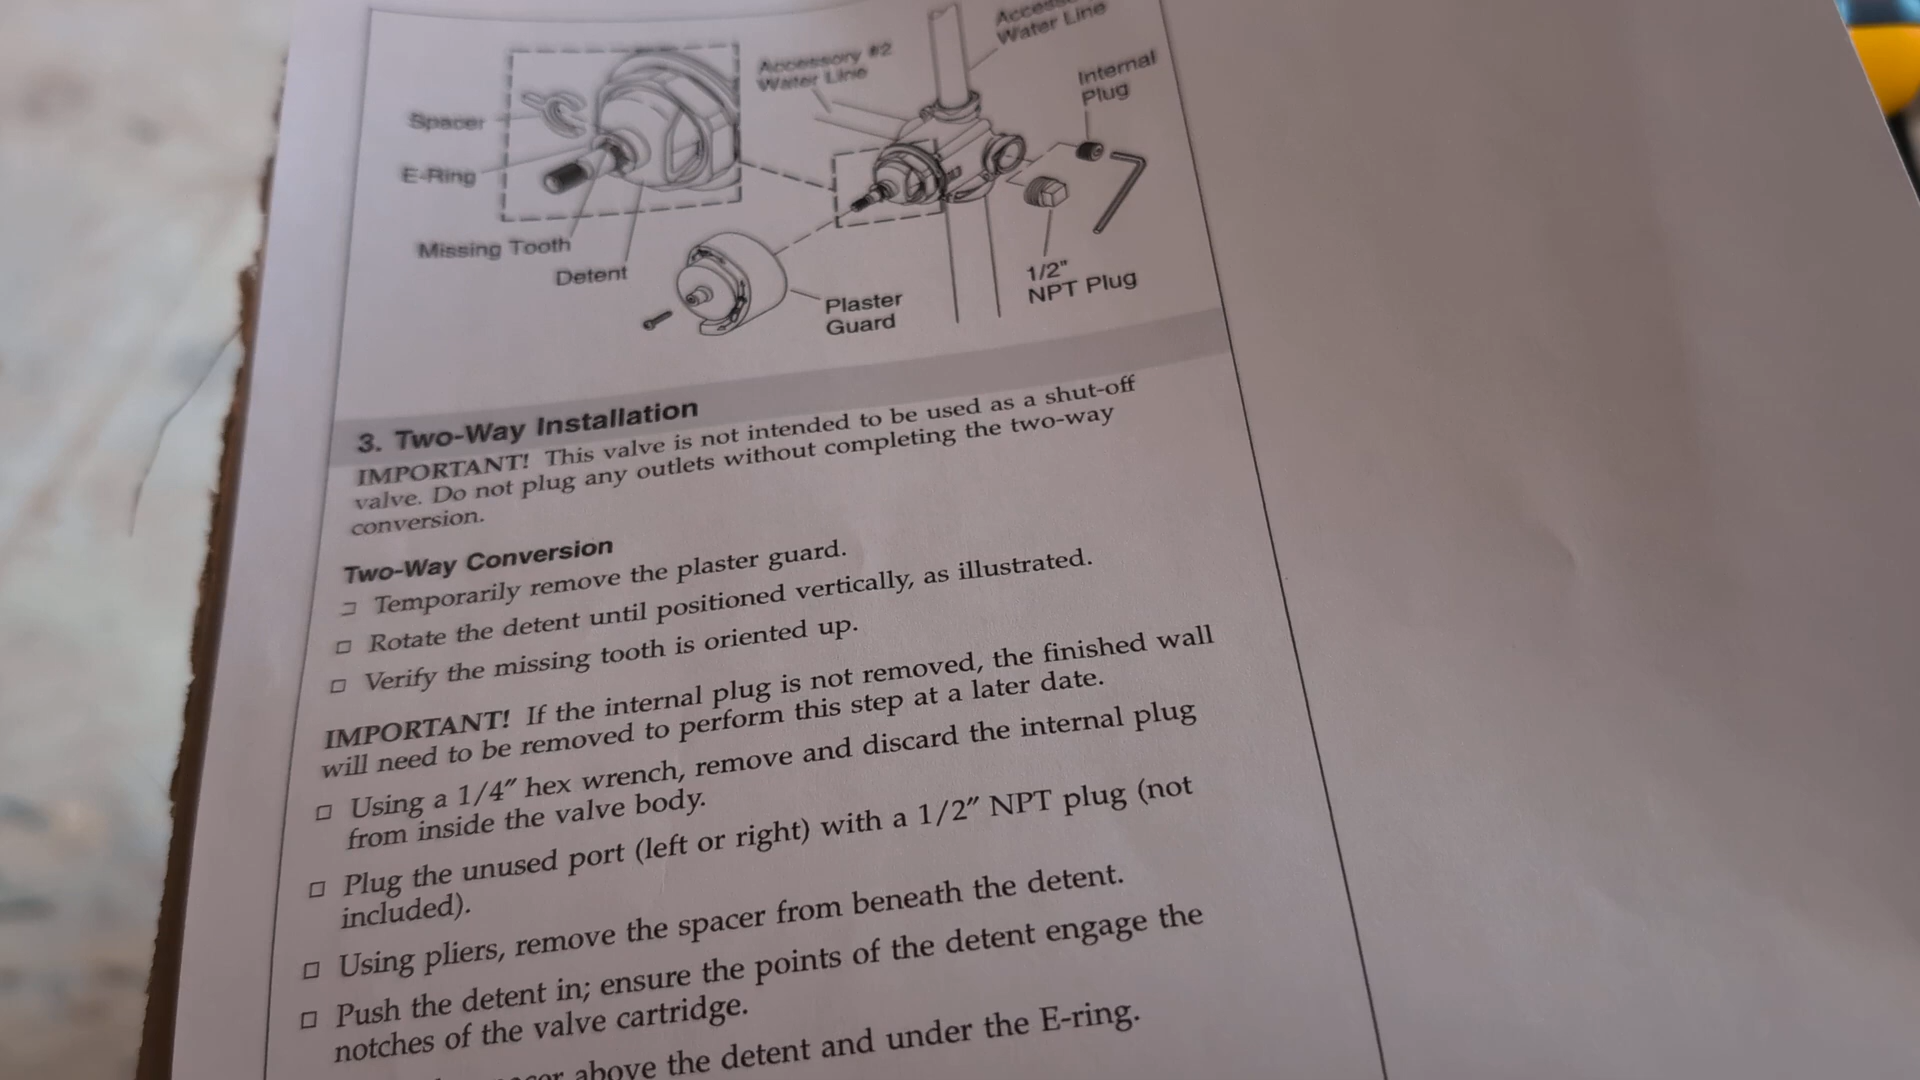 Water Line
Accessory #2
Water Line
Internal
Plug
Spacer
E-Ring
Missing Tooth
Detent
1/2"
NPT Plug
Plaster
Guard
3. Two-Way Installation
IMPORTANT! This valve is not intended to be used as a shut-off
valve. Do not plug any outlets without completing the two-way
conversion.
Two-Way Conversion
Temporarily remove the plaster guard.
Rotate the detent until positioned vertically, as illustrated.
Verify the missing tooth is oriented up.
IMPORTANT! If the internal plug is not removed, the finished wall
will need to be removed to perform this step at a later date.
Using a 1/4" hex wrench, remove and discard the internal plug
from inside the valve body.
Plug the unused port (left or right) with a 1/2" NPT plug (not
included).
Using pliers, remove the spacer from beneath the detent.
Push the detent in; ensure the points of the detent engage the
notches of the valve cartridge.
above the detent and under the E-ring.